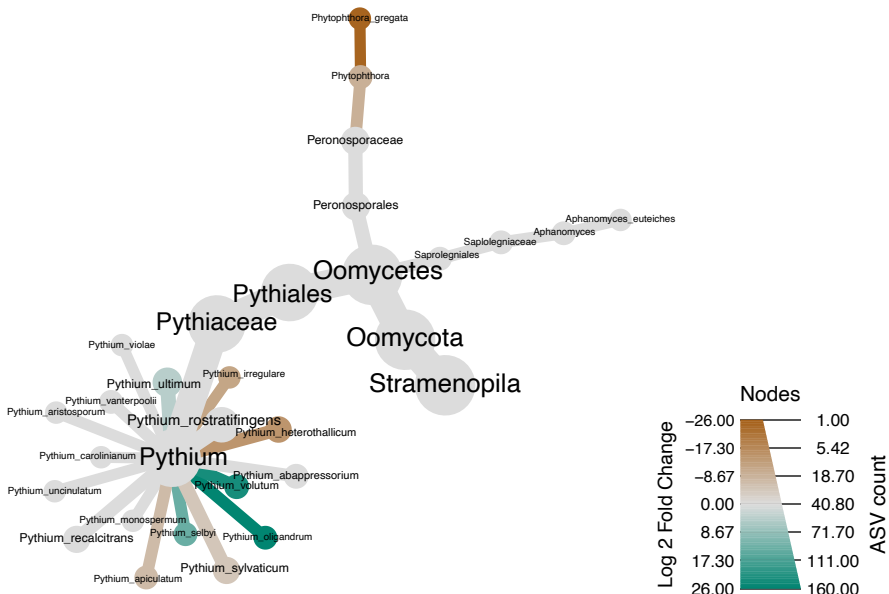 Phytophthora_gregata
Phytophthora
Peronosporaceae
Peronosporales
Aphanomyces_euteiches
Aphanomyces
Saplolegniaceae
Saprolegniales
Oomycetes
Pythiales
Pythiaceae
Oomycota
Stramenopila
Pythium_violae
Pythium_ultimum
Pythium_irregulare
Pythium_vanterpoolii
Pythium_aristosporum
Pythium_rostratifingens
Pythium_heterothallicum
Pythium_carolinianum
Pythium
Pythium_abappressorium
Pythium_volutum
Pythium_uncinulatum
Pythium_monospermum
Pythium_recalcitrans
Pythium_selbyi
Pythium_oligandrum
Pythium_sylvaticum
Pythium_apiculatum
Nodes
Log 2 Fold Change
ASV count
−26.00 1.00
−17.30 5.42
−8.67 18.70
0.00 40.80
8.67 71.70
17.30 111.00
26.00 160.00